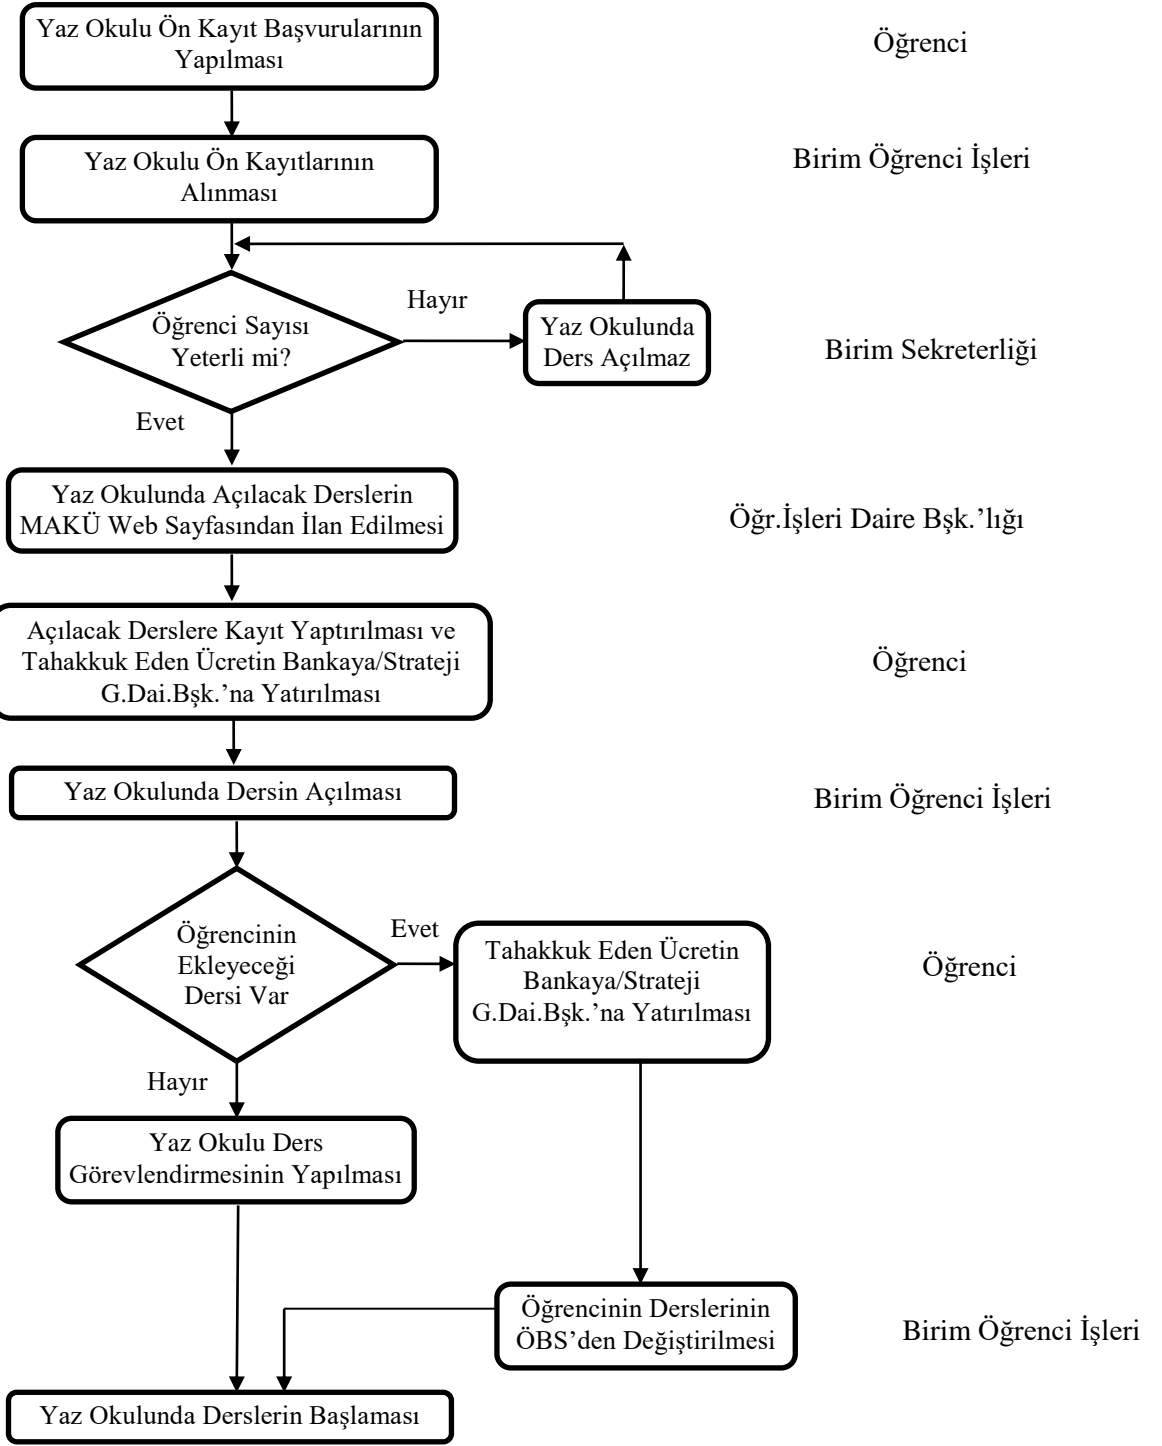 Yaz Okulu Ön Kayıt Başvurularının
Yapılması
Öğrenci
Yaz Okulu Ön Kayıtlarının
Alınması
Birim Öğrenci İşleri
Öğrenci Sayısı
Yeterli mi?
Hayır
Yaz Okulunda
Ders Açılmaz
Birim Sekreterliği
Evet
Yaz Okulunda Açılacak Derslerin
MAKÜ Web Sayfasından İlan Edilmesi
Öğr.İşleri Daire Bşk.’lığı
Açılacak Derslere Kayıt Yaptırılması ve
Tahakkuk Eden Ücretin Bankaya/Strateji
G.Dai.Bşk.’na Yatırılması
Öğrenci
Yaz Okulunda Dersin Açılması
Birim Öğrenci İşleri
Öğrencinin
Ekleyeceği
Dersi Var
Evet
Tahakkuk Eden Ücretin
Bankaya/Strateji
G.Dai.Bşk.’na Yatırılması
Öğrenci
Hayır
Yaz Okulu Ders
Görevlendirmesinin Yapılması
Öğrencinin Derslerinin
ÖBS’den Değiştirilmesi
Birim Öğrenci İşleri
Yaz Okulunda Derslerin Başlaması